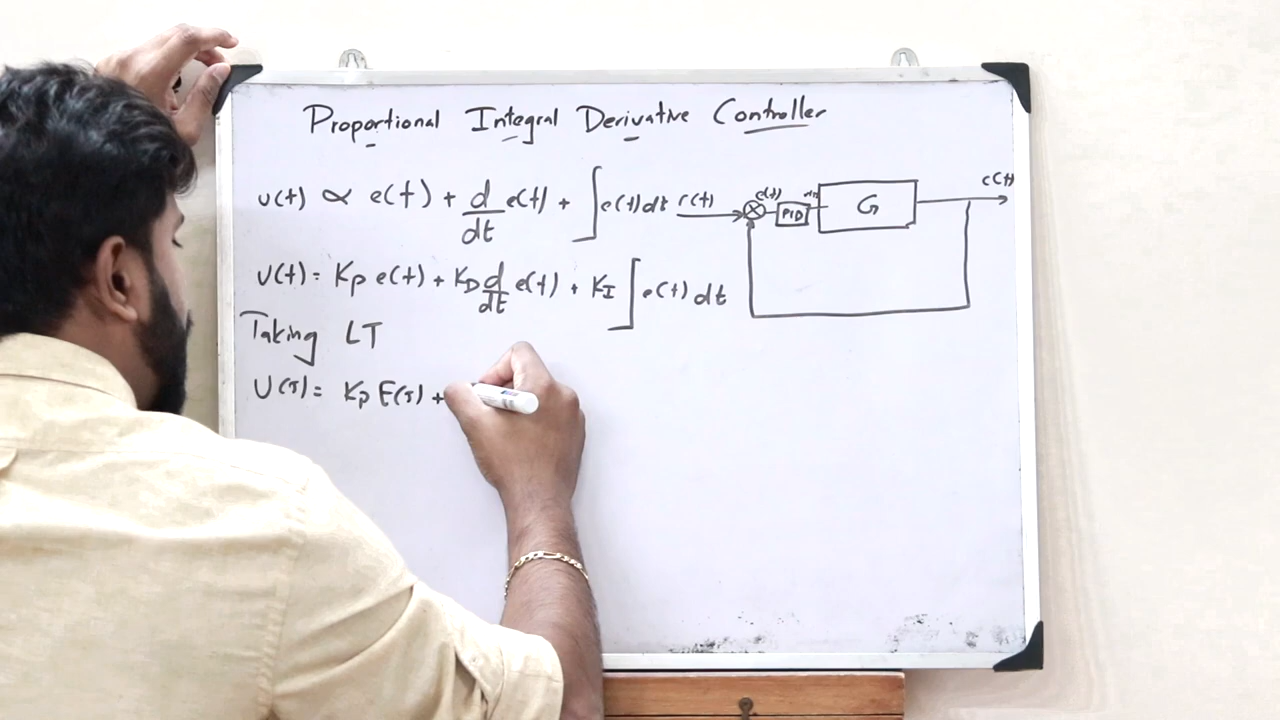 Proportional Integral Derivative Controller
u(t) ∝ e(t) + d/dt e(t) + ∫ e(t) dt
r(t)
e(t)
PID
G
c(t)
U(t) = Kp e(t) + KD d/dt e(t) + KI ∫ e(t) dt
Taking LT
U(s) = Kp E(s) +